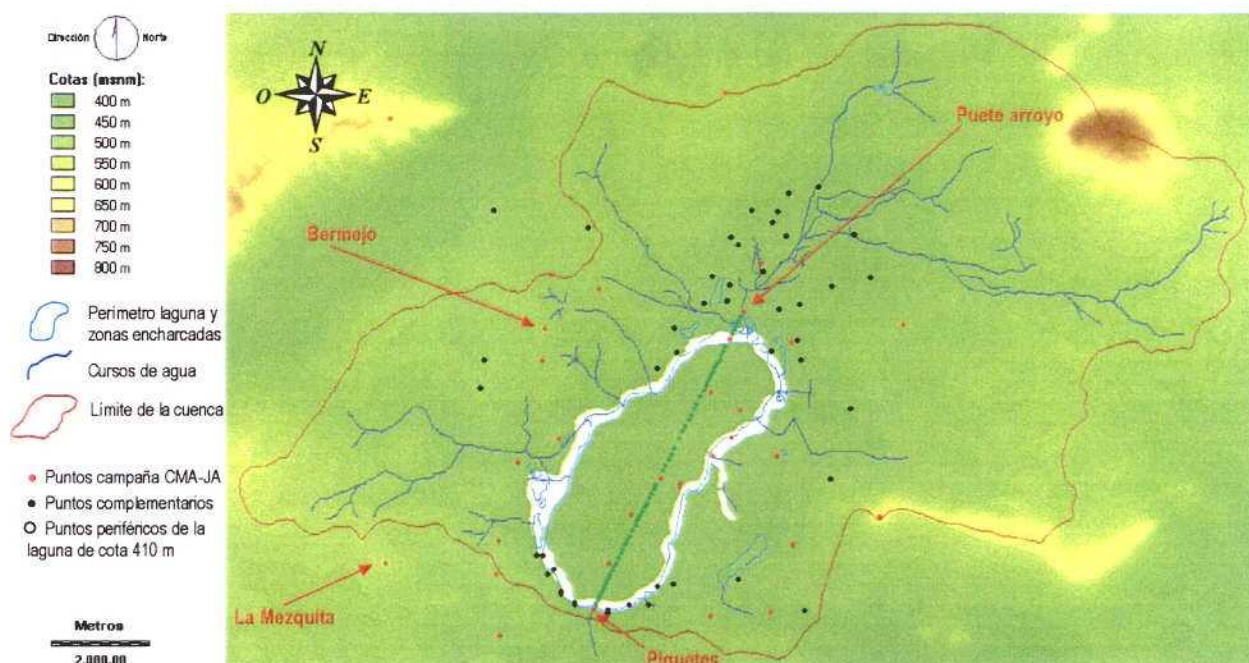 Dirección Norte
Cotas (msnm):
400 m
450 m
500 m
550 m
600 m
650 m
700 m
750 m
800 m
Perímetro laguna y
zonas encharcadas
Cursos de agua
Límite de la cuenca
Puntos campaña CMA-JA
Puntos complementarios
Puntos periféricos de la
laguna de cota 410 m
Metros
2.000,00
N
O E
S
Puete arroyo
Bermejo
La Mezquita
Piquetes